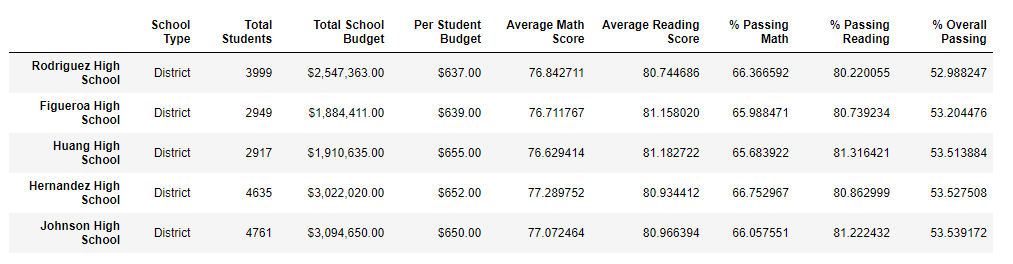 School Type Total Students Total School Budget Per Student Budget Average Math Score Average Reading Score % Passing Math % Passing Reading % Overall Passing
Rodriguez High School District 3999 $2,547,363.00 $637.00 76.842711 80.744686 66.366592 80.220055 52.988247
Figueroa High School District 2949 $1,884,411.00 $639.00 76.711767 81.158020 65.988471 80.739234 53.204476
Huang High School District 2917 $1,910,635.00 $655.00 76.629414 81.182722 65.683922 81.316421 53.513884
Hernandez High School District 4635 $3,022,020.00 $652.00 77.289752 80.934412 66.752967 80.862999 53.527508
Johnson High School District 4761 $3,094,650.00 $650.00 77.072464 80.966394 66.057551 81.222432 53.539172